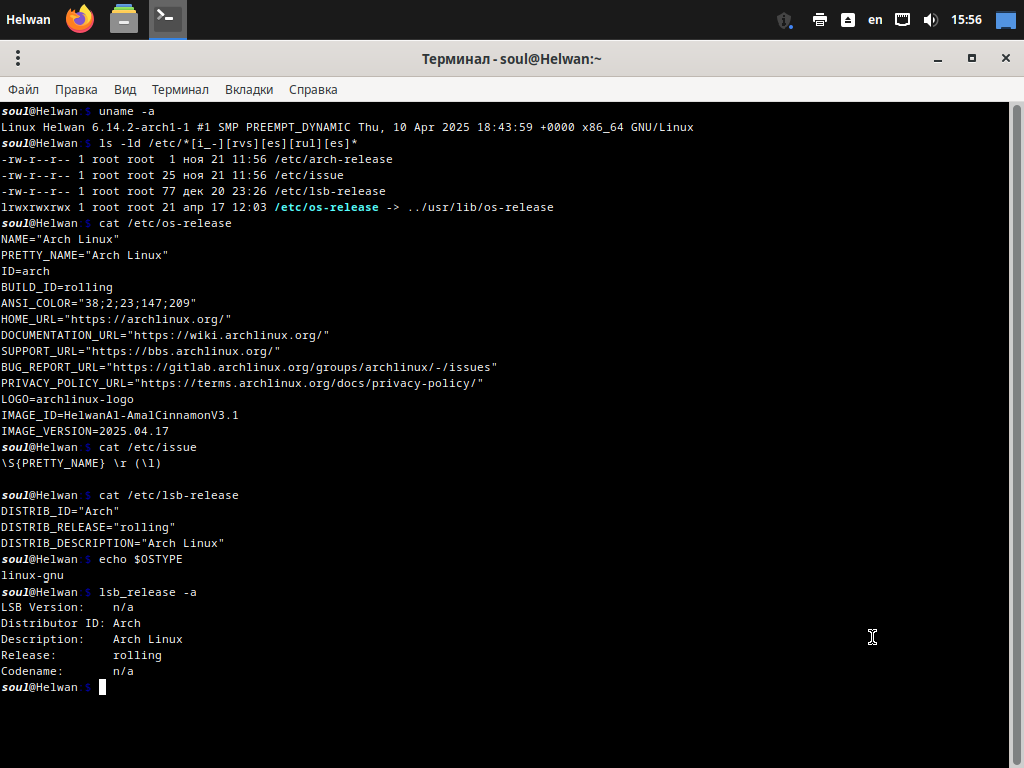 Helwan en 15:56
Терминал - soul@Helwan:~
Файл Правка Вид Терминал Вкладки Справка
soul@Helwan $ uname -a
Linux Helwan 6.14.2-arch1-1 #1 SMP PREEMPT_DYNAMIC Thu, 10 Apr 2025 18:43:59 +0000 x86_64 GNU/Linux
soul@Helwan $ ls -ld /etc/*[i_-][rvs][es][rul][es]*
-rw-r--r-- 1 root root  1 ноя 21 11:56 /etc/arch-release
-rw-r--r-- 1 root root 25 ноя 21 11:56 /etc/issue
-rw-r--r-- 1 root root 77 дек 20 23:26 /etc/lsb-release
lrwxrwxrwx 1 root root 21 апр 17 12:03 /etc/os-release -> ../usr/lib/os-release
soul@Helwan $ cat /etc/os-release
NAME="Arch Linux"
PRETTY_NAME="Arch Linux"
ID=arch
BUILD_ID=rolling
ANSI_COLOR="38;2;23;147;209"
HOME_URL="https://archlinux.org/"
DOCUMENTATION_URL="https://wiki.archlinux.org/"
SUPPORT_URL="https://bbs.archlinux.org/"
BUG_REPORT_URL="https://gitlab.archlinux.org/groups/archlinux/-/issues"
PRIVACY_POLICY_URL="https://terms.archlinux.org/docs/privacy-policy/"
LOGO=archlinux-logo
IMAGE_ID=HelwanAl-AmalCinnamonV3.1
IMAGE_VERSION=2025.04.17
soul@Helwan $ cat /etc/issue
\S{PRETTY_NAME} \r (\l)
soul@Helwan $ cat /etc/lsb-release
DISTRIB_ID="Arch"
DISTRIB_RELEASE="rolling"
DISTRIB_DESCRIPTION="Arch Linux"
soul@Helwan $ echo $OSTYPE
linux-gnu
soul@Helwan $ lsb_release -a
LSB Version:    n/a
Distributor ID: Arch
Description:    Arch Linux
Release:        rolling
Codename:       n/a
soul@Helwan $